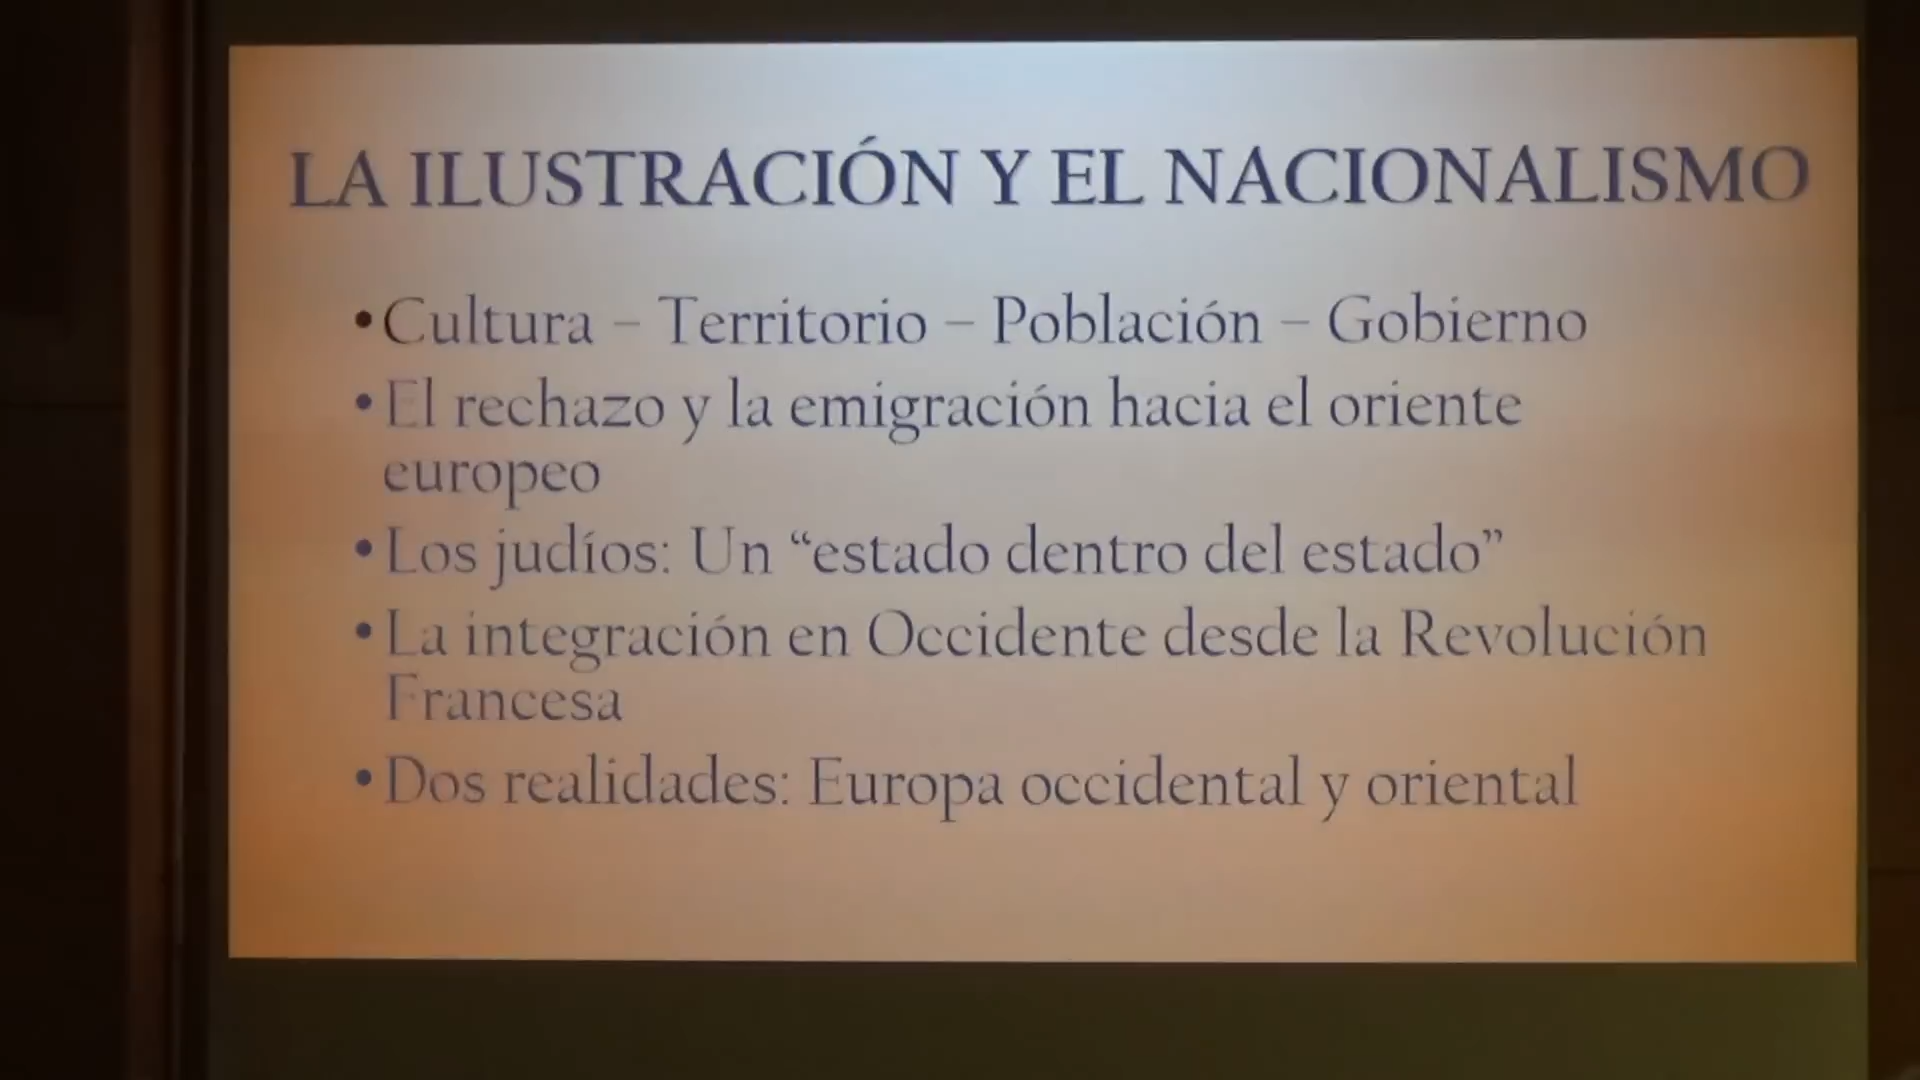 LA ILUSTRACIÓN Y EL NACIONALISMO
•Cultura – Territorio – Población – Gobierno
•El rechazo y la emigración hacia el oriente
europeo
•Los judíos: Un “estado dentro del estado”
•La integración en Occidente desde la Revolución
Francesa
•Dos realidades: Europa occidental y oriental